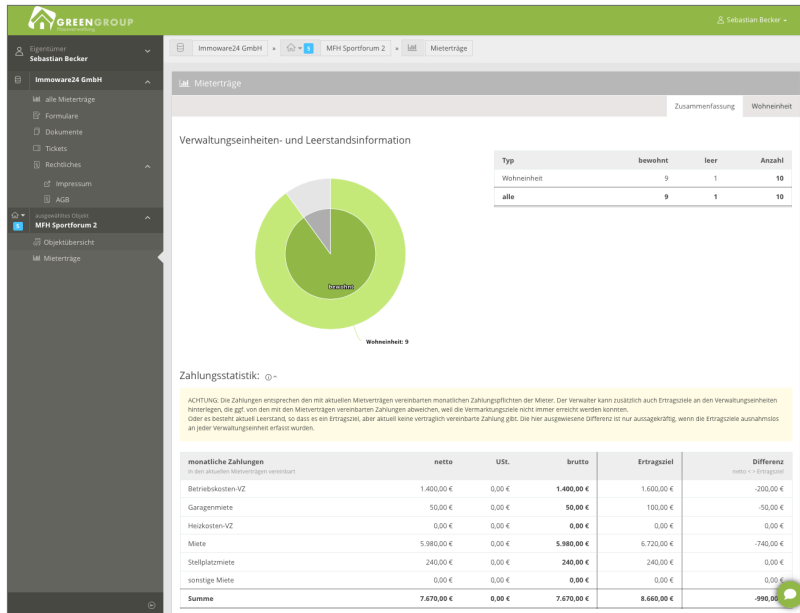 GREENGROUP
Hausverwaltung
Sebastian Becker
Eigentümer
Sebastian Becker
Immoware24 GmbH
alle Mieterträge
Formulare
Dokumente
Tickets
Rechtliches
Impressum
AGB
ausgewähltes Objekt
MFH Sportforum 2
5
Objektübersicht
Mieterträge
Immoware24 GmbH » 5 MFH Sportforum 2 » Mieterträge
Mieterträge
Zusammenfassung Wohneinheit
Verwaltungseinheiten- und Leerstandsinformation
Typ bewohnt leer Anzahl
Wohneinheit 9 1 10
alle 9 1 10
bewohnt
Wohneinheit: 9
Zahlungsstatistik:
ACHTUNG: Die Zahlungen entsprechen den mit aktuellen Mietverträgen vereinbarten monatlichen Zahlungspflichten der Mieter. Der Verwalter kann zusätzlich auch Ertragsziele an den Verwaltungseinheiten
hinterlegen, die ggf. von den mit den Mietverträgen vereinbarten Zahlungen abweichen, weil die Vermarktungsziele nicht immer erreicht werden konnten.
Oder es besteht aktuell Leerstand, so dass es ein Ertragsziel, aber aktuell keine vertraglich vereinbarte Zahlung gibt. Die hier ausgewiesene Differenz ist nur aussagekräftig, wenn die Ertragsziele ausnahmslos
an jeder Verwaltungseinheit erfasst wurden.
monatliche Zahlungen netto USt. brutto Ertragsziel Differenz
in den aktuellen Mietverträgen vereinbart netto <> Ertragsziel
Betriebskosten-VZ 1.400,00 € 0,00 € 1.400,00 € 1.600,00 € -200,00 €
Garagenmiete 50,00 € 0,00 € 50,00 € 100,00 € -50,00 €
Heizkosten-VZ 0,00 € 0,00 € 0,00 € 0,00 € 0,00 €
Miete 5.980,00 € 0,00 € 5.980,00 € 6.720,00 € -740,00 €
Stellplatzmiete 240,00 € 0,00 € 240,00 € 240,00 € 0,00 €
sonstige Miete 0,00 € 0,00 € 0,00 € 0,00 € 0,00 €
Summe 7.670,00 € 0,00 € 7.670,00 € 8.660,00 €